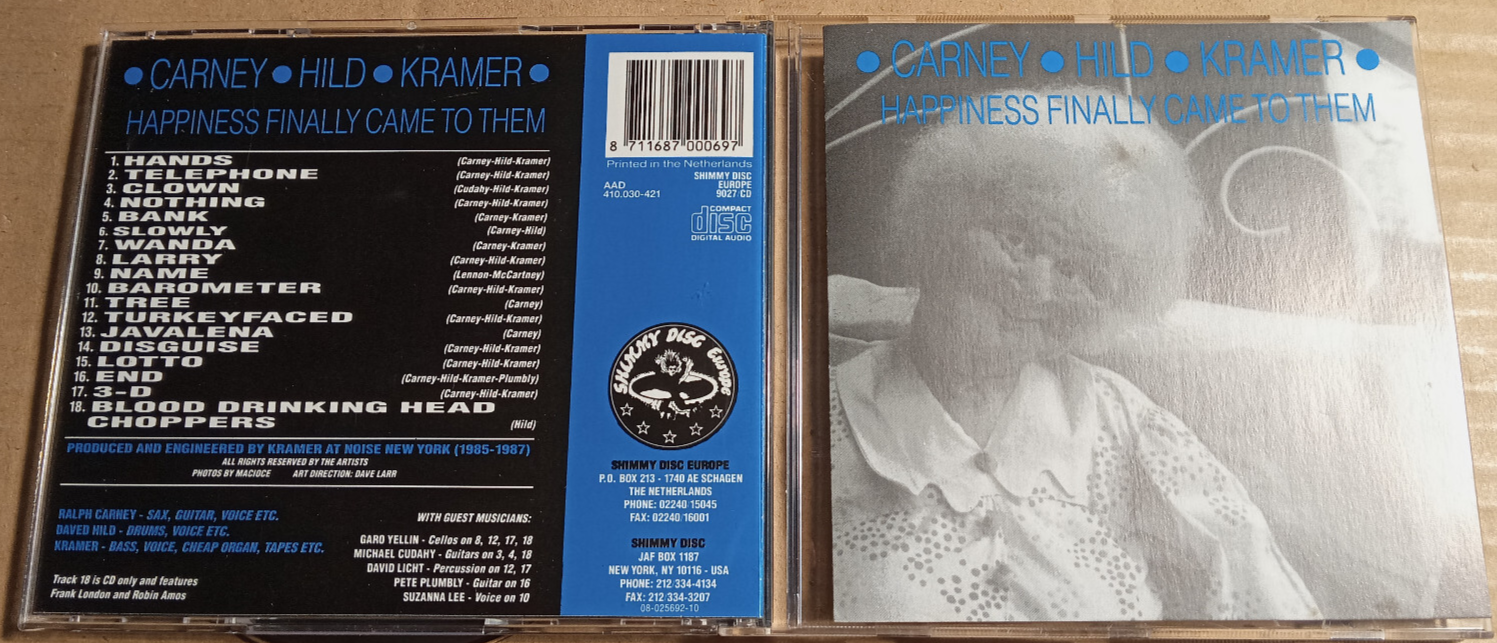 ● CARNEY ● HILD ● KRAMER ●
HAPPINESS FINALLY CAME TO THEM
1. HANDS (Carney-Hild-Kramer)
2. TELEPHONE (Carney-Hild-Kramer)
3. CLOWN (Cudahy-Hild-Kramer)
4. NOTHING (Carney-Hild-Kramer)
5. BANK (Carney-Kramer)
6. SLOWLY (Carney-Hild)
7. WANDA (Carney-Kramer)
8. LARRY (Carney-Hild-Kramer)
9. NAME (Lennon-McCartney)
10. BAROMETER (Carney-Hild-Kramer)
11. TREE (Carney)
12. TURKEYFACED (Carney-Hild-Kramer)
13. JAVALENA (Carney)
14. DISGUISE (Carney-Hild-Kramer)
15. LOTTO (Carney-Hild-Kramer)
16. END (Carney-Hild-Kramer-Plumbly)
17. 3-D (Carney-Hild-Kramer)
18. BLOOD DRINKING HEAD
CHOPPERS (Hild)
PRODUCED AND ENGINEERED BY KRAMER AT NOISE NEW YORK (1985-1987)
ALL RIGHTS RESERVED BY THE ARTISTS
PHOTOS BY MACIOCE ART DIRECTION: DAVE LARR
RALPH CARNEY - SAX, GUITAR, VOICE ETC.
DAVED HILD - DRUMS, VOICE ETC.
KRAMER - BASS, VOICE, CHEAP ORGAN, TAPES ETC.
Track 18 is CD only and features
Frank London and Robin Amos
WITH GUEST MUSICIANS:
GARO YELLIN - Cellos on 8, 12, 17, 18
MICHAEL CUDAHY - Guitars on 3, 4, 18
DAVID LICHT - Percussion on 12, 17
PETE PLUMBLY - Guitar on 16
SUZANNA LEE - Voice on 10
8 711687 000697
Printed in the Netherlands
AAD
410.030-421
SHIMMY DISC
EUROPE
9027 CD
COMPACT
disc
DIGITAL AUDIO
SHIMMY DISC EUROPE
SHIMMY DISC EUROPE
P.O. BOX 213 - 1740 AE SCHAGEN
THE NETHERLANDS
PHONE: 02240 15045
FAX: 02240 16001
SHIMMY DISC
JAF BOX 1187
NEW YORK, NY 10116 - USA
PHONE: 212 334-4134
FAX: 212 334-3207
08-025692-10
● CARNEY ● HILD ● KRAMER ●
HAPPINESS FINALLY CAME TO THEM